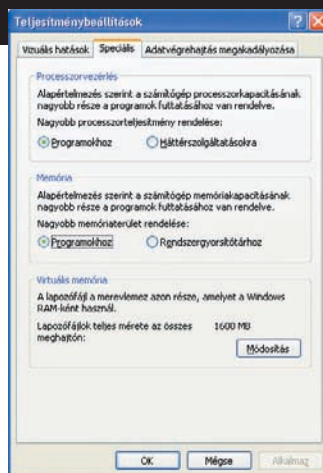 Teljesítménybeállítások
Vizuális hatások Speciális Adatvégrehajtás megakadályozása
Processzorvezérlés
Alapértelmezés szerint a számítógép processzorkapacitásának
nagyobb része a programok futtatásához van rendelve.
Nagyobb processzorteljesítmény rendelése:
Programokhoz Háttérszolgáltatásokra
Memória
Alapértelmezés szerint a számítógép memóriakapacitásának
nagyobb része a programok futtatásához van rendelve.
Nagyobb memóriaterület rendelése:
Programokhoz Rendszergyorsítótárhoz
Virtuális memória
A lapozófájl a merevlemez azon része, amelyet a Windows
RAM-ként használ.
Lapozófájlok teljes mérete az összes 1600 MB
meghajtón:
Módosítás
OK Mégse Alkalmaz